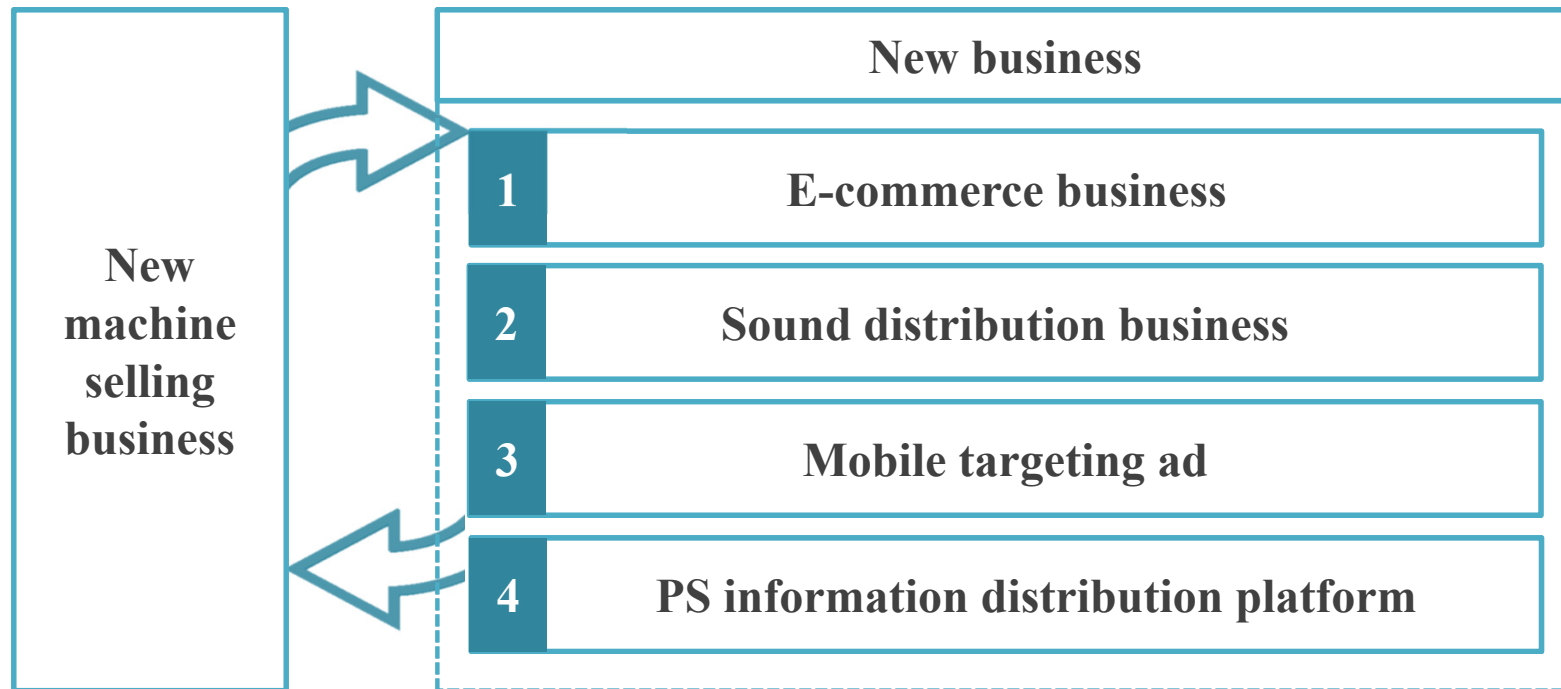 New
machine
selling
business
New business
1 E-commerce business
2 Sound distribution business
3 Mobile targeting ad
4 PS information distribution platform